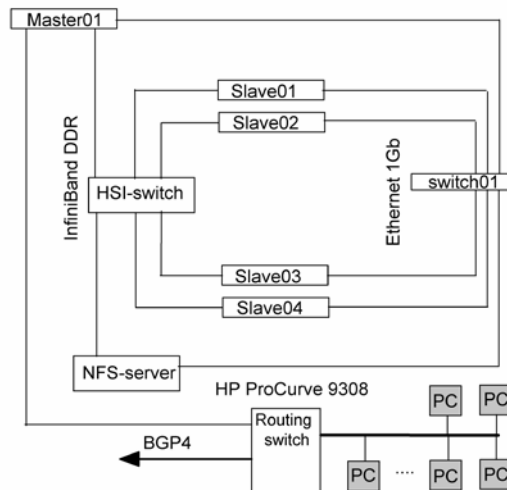 Master01
Slave01
Slave02
InfiniBand DDR
HSI-switch
Ethernet 1Gb
switch01
Slave03
Slave04
NFS-server
HP ProCurve 9308
Routing
switch
BGP4
PC
PC
PC
....
PC
PC